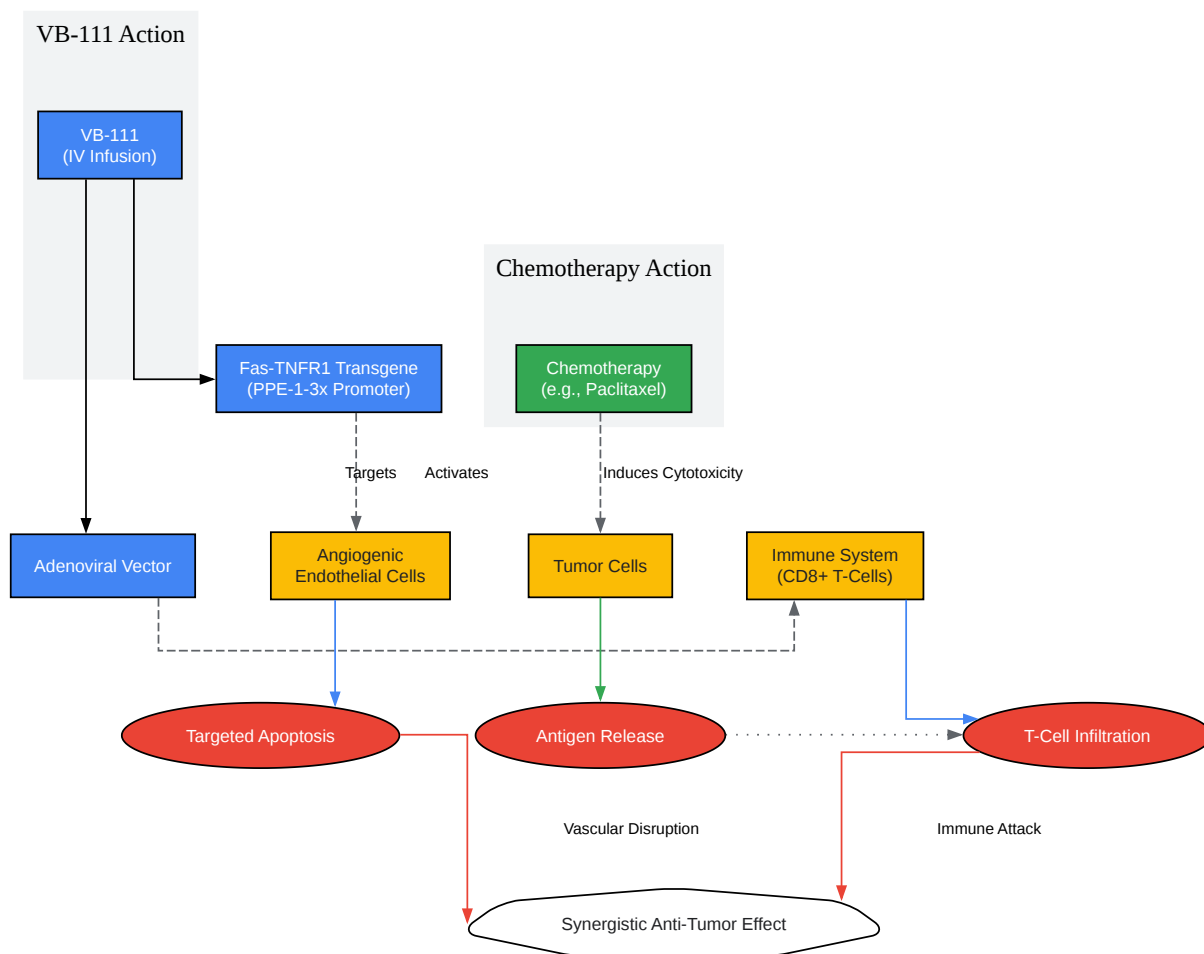 VB-111 Action
VB-111
(IV Infusion)
Chemotherapy Action
Fas-TNFR1 Transgene
(PPE-1-3x Promoter)
Chemotherapy
(e.g., Paclitaxel)
Targets
Activates
Induces Cytotoxicity
Adenoviral Vector
Angiogenic
Endothelial Cells
Tumor Cells
Immune System
(CD8+ T-Cells)
Targeted Apoptosis
Antigen Release
T-Cell Infiltration
Vascular Disruption
Immune Attack
Synergistic Anti-Tumor Effect